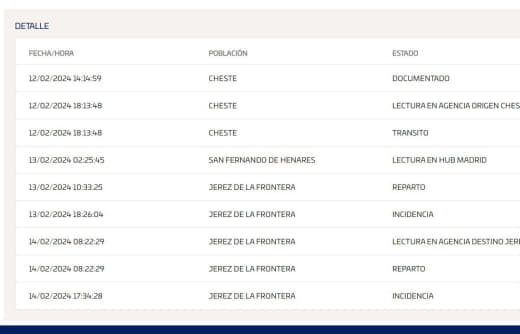 DETALLE
FECHA/HORA POBLACIÓN ESTADO
12/02/2024 14:14:59 CHESTE DOCUMENTADO
12/02/2024 18:13:48 CHESTE LECTURA EN AGENCIA ORIGEN CHES
12/02/2024 18:13:48 CHESTE TRANSITO
13/02/2024 02:25:45 SAN FERNANDO DE HENARES LECTURA EN HUB MADRID
13/02/2024 10:33:25 JEREZ DE LA FRONTERA REPARTO
13/02/2024 18:26:04 JEREZ DE LA FRONTERA INCIDENCIA
14/02/2024 08:22:29 JEREZ DE LA FRONTERA LECTURA EN AGENCIA DESTINO JERE
14/02/2024 08:22:29 JEREZ DE LA FRONTERA REPARTO
14/02/2024 17:34:28 JEREZ DE LA FRONTERA INCIDENCIA